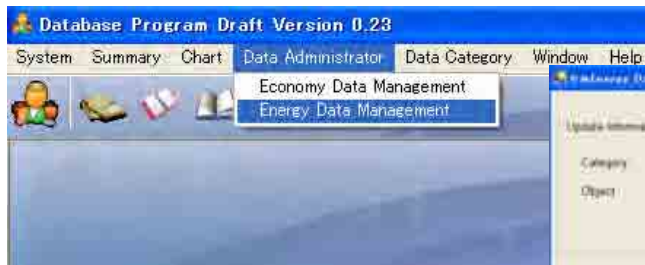 Database Program Draft Version 0.23
System Summary Chart Data Administrator Data Category Window Help
Economy Data Management
Energy Data Management
Category
Object